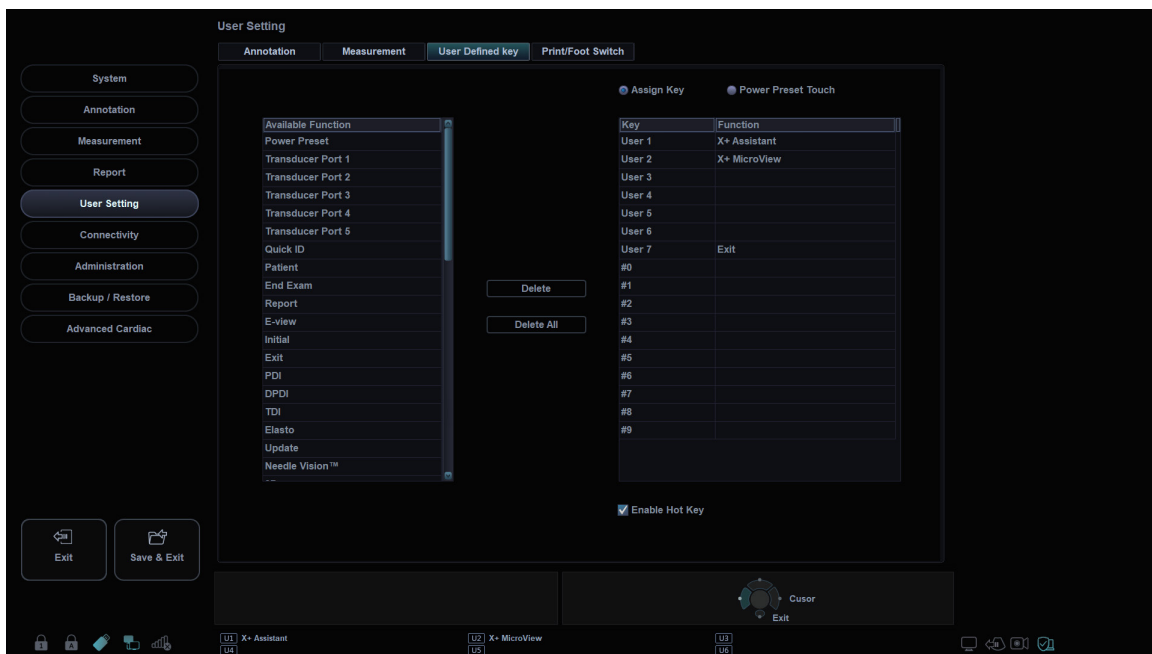 User Setting
Annotation Measurement User Defined key Print/Foot Switch
System
Annotation
Measurement
Report
User Setting
Connectivity
Administration
Backup / Restore
Advanced Cardiac
Exit
Save & Exit
Assign Key Power Preset Touch
Available Function
Power Preset
Transducer Port 1
Transducer Port 2
Transducer Port 3
Transducer Port 4
Transducer Port 5
Quick ID
Patient
End Exam
Report
E-view
Initial
Exit
PDI
DPDI
TDI
Elasto
Update
Needle Vision™
Delete
Delete All
Key Function
User 1 X+ Assistant
User 2 X+ MicroView
User 3
User 4
User 5
User 6
User 7 Exit
#0
#1
#2
#3
#4
#5
#6
#7
#8
#9
Enable Hot Key
Cusor
Exit
U1 X+ Assistant U2 X+ MicroView U3
U4 U5 U6